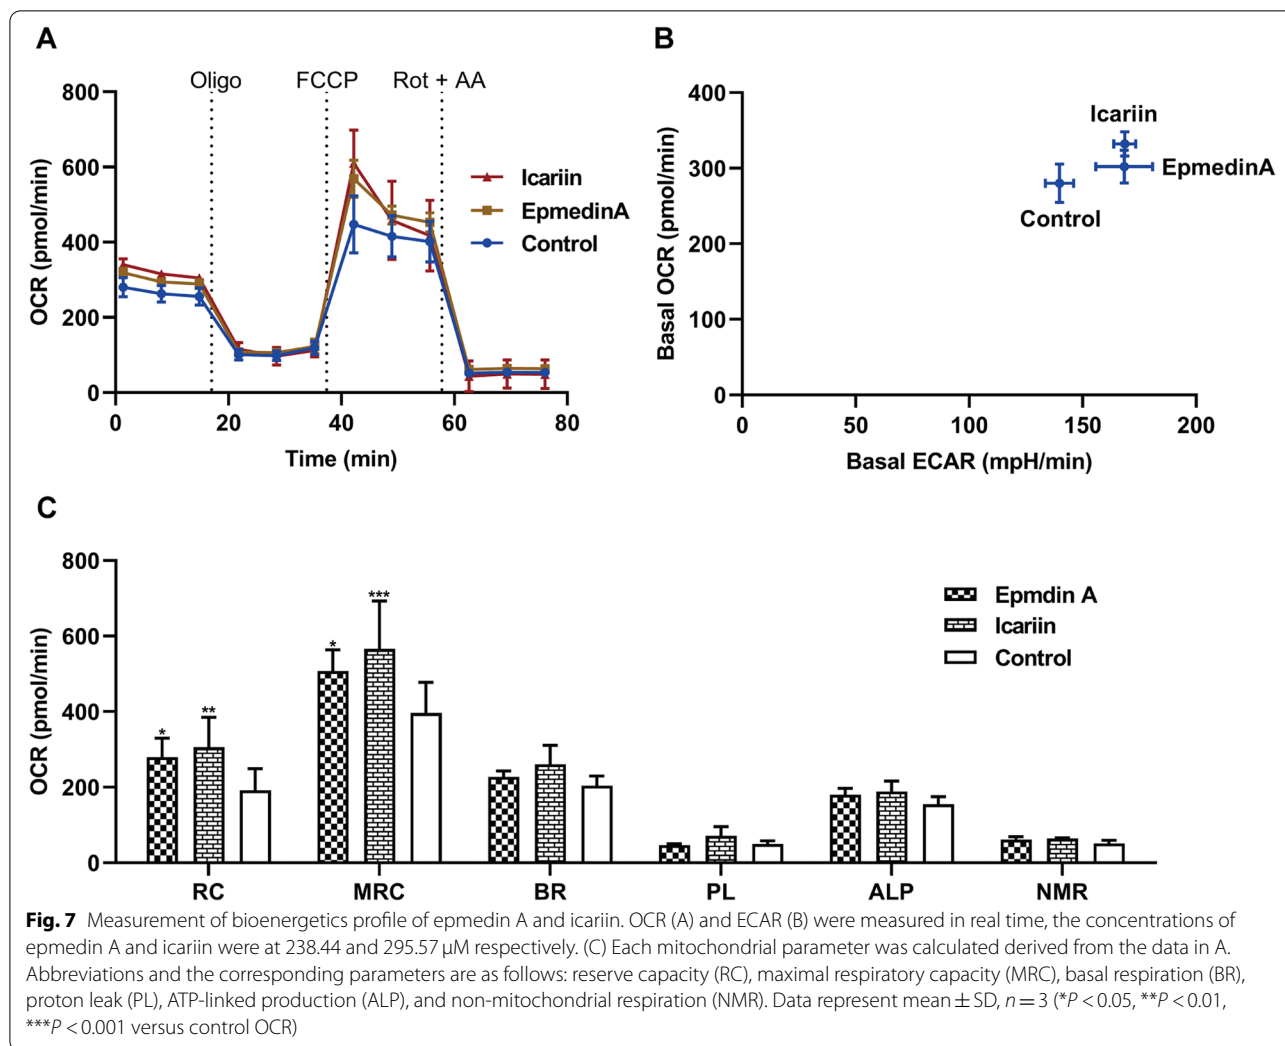 A
Oligo FCCP Rot + AA
800
600
400
200
0
OCR (pmol/min)
0 20 40 60 80
Time (min)
Icariin
EpmedinA
Control
B
400
300
200
100
0
Basal OCR (pmol/min)
Icariin
EpmedinA
Control
0 50 100 150 200
Basal ECAR (mpH/min)
C
800
600
400
200
0
OCR (pmol/min)
* ** * ***
Epmdin A
Icariin
Control
RC MRC BR PL ALP NMR
Fig. 7 Measurement of bioenergetics profile of epmedin A and icariin. OCR (A) and ECAR (B) were measured in real time, the concentrations of
epmedin A and icariin were at 238.44 and 295.57 μM respectively. (C) Each mitochondrial parameter was calculated derived from the data in A.
Abbreviations and the corresponding parameters are as follows: reserve capacity (RC), maximal respiratory capacity (MRC), basal respiration (BR),
proton leak (PL), ATP-linked production (ALP), and non-mitochondrial respiration (NMR). Data represent mean ± SD, n = 3 (*P < 0.05, **P < 0.01,
***P < 0.001 versus control OCR)